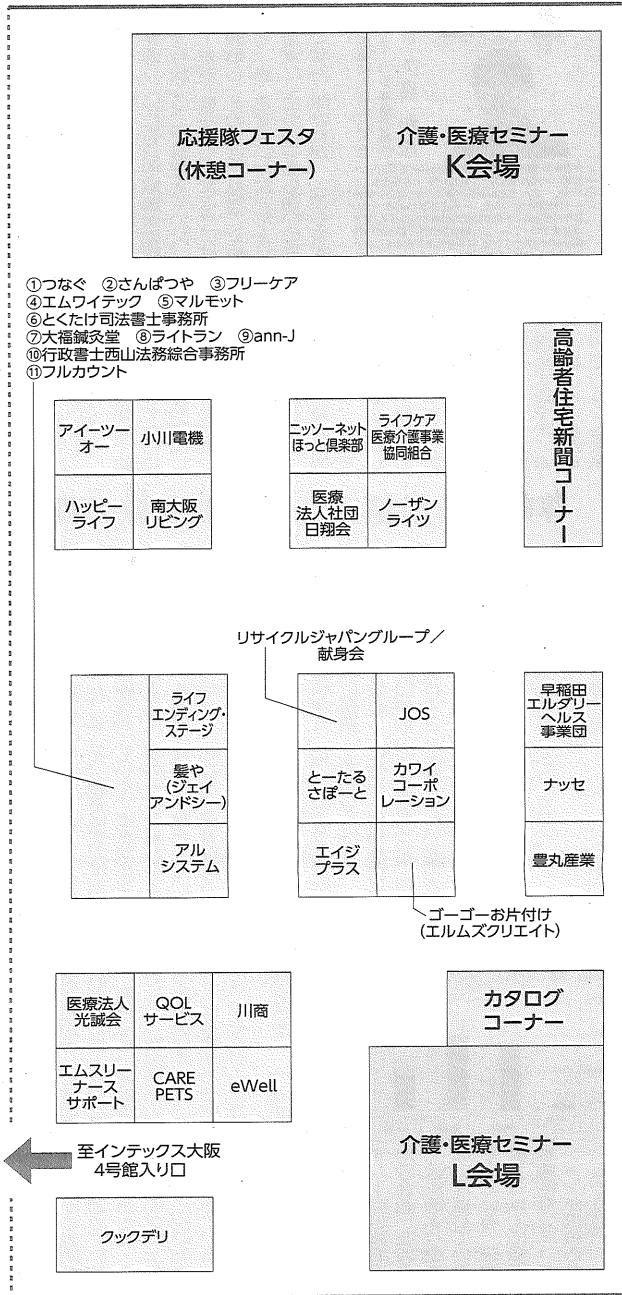 応援隊フェスタ
(休憩コーナー)
介護・医療セミナー
K会場
①つなぐ ②さんぱつや ③フリーケア
④エムワイテック ⑤マルモット
⑥とくたけ司法書士事務所
⑦大福鍼灸堂 ⑧ライトラン ⑨ann-J
⑩行政書士西山法務綜合事務所
⑪フルカウント
高齢者住宅新聞コーナー
アイーツー
オー
小川電機
ハッピー
ライフ
南大阪
リビング
ニッソーネット
ほっと倶楽部
ライフケア
医療介護事業
協同組合
医療
法人社団
日翔会
ノーザン
ライツ
リサイクルジャパングループ/
献身会
ライフ
エンディング・
ステージ
髪や
(ジェイ
アンドシー)
アル
システム
JOS
とーたる
さぽーと
カワイ
コーポ
レーション
エイジ
プラス
ゴーゴーお片付け
(エルムズクリエイト)
早稲田
エルダリー
ヘルス
事業団
ナッセ
豊丸産業
医療法人
光誠会
QOL
サービス
川商
エムスリー
ナース
サポート
CARE
PETS
eWell
カタログ
コーナー
介護・医療セミナー
L会場
至インテックス大阪
4号館入り口
クックデリ